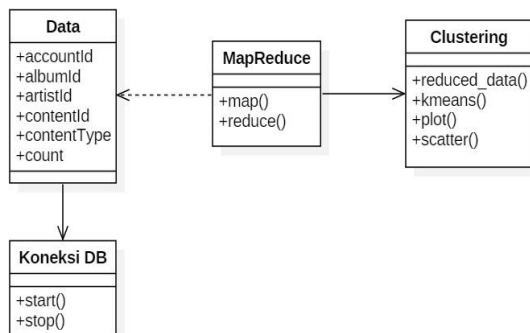 Data
+accountId
+albumId
+artistId
+contentId
+contentType
+count
MapReduce
+map()
+reduce()
Clustering
+reduced_data()
+kmeans()
+plot()
+scatter()
Koneksi DB
+start()
+stop()